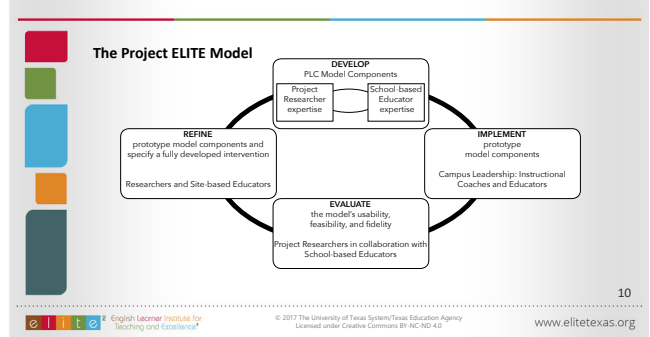 The Project ELITE Model
DEVELOP
PLC Model Components
Project
Researcher
expertise
School-based
Educator
expertise
REFINE
prototype model components and
specify a fully developed intervention
Researchers and Site-based Educators
IMPLEMENT
prototype
model components
Campus Leadership: Instructional
Coaches and Educators
EVALUATE
the model's usability,
feasibility, and fidelity
Project Researchers in collaboration with
School-based Educators
10
elite²
English Learner Institute for
Teaching and Excellence²
© 2017 The University of Texas System/Texas Education Agency
Licensed under Creative Commons BY-NC-ND 4.0
www.elitetexas.org